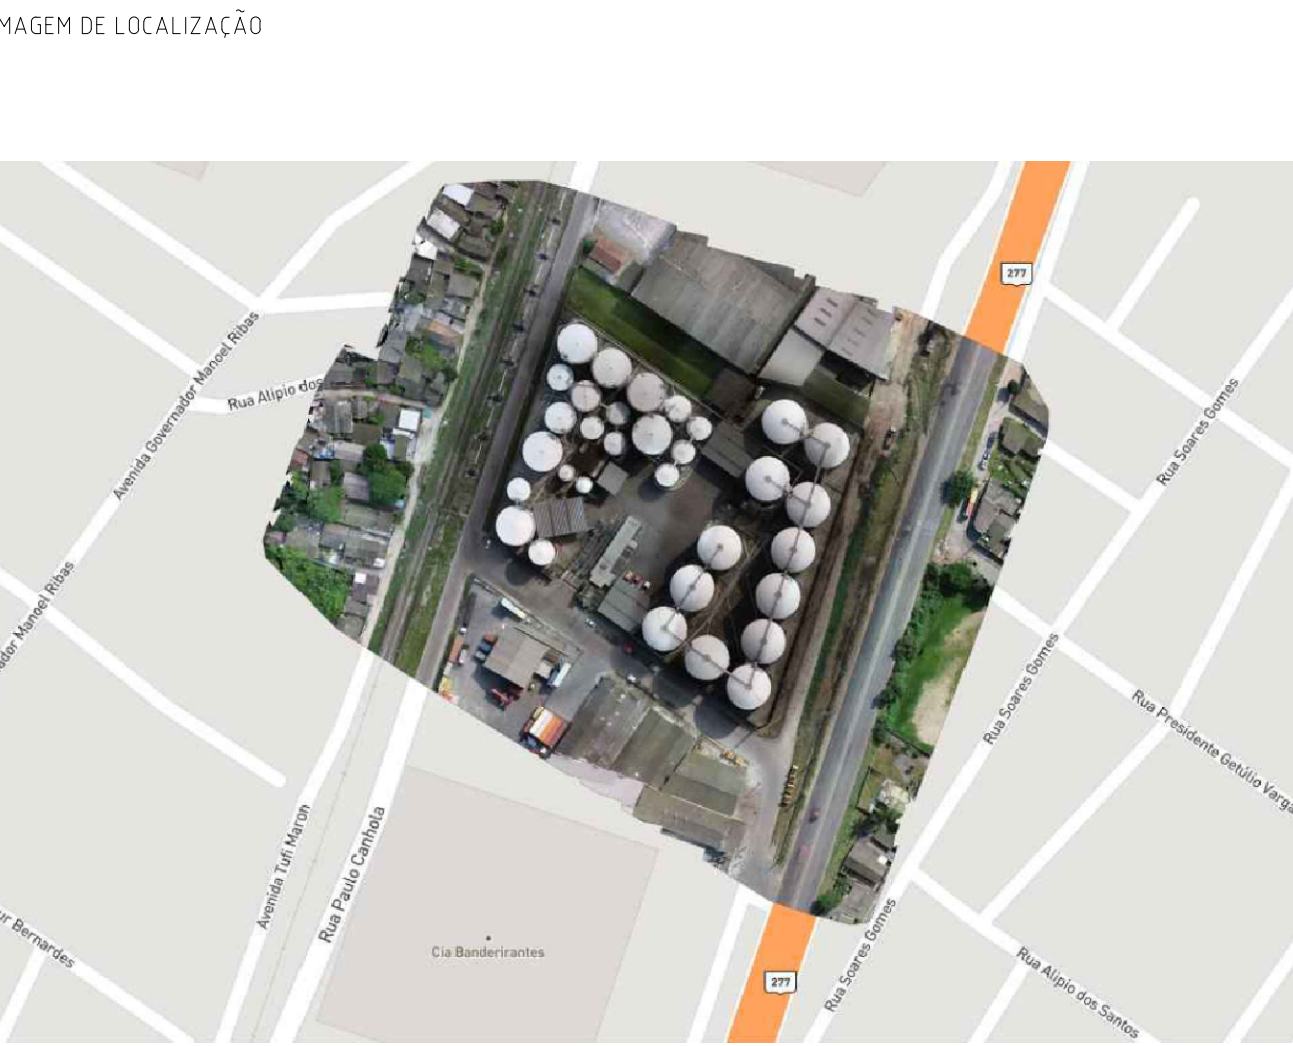 MAGEM DE LOCALIZAÇÃO
277
Avenida Governador Manoel Ribas
Rua Alípio dos
Rua Soares Gomes
ador Manoel Ribas
Rua Soares Gomes
Rua Presidente Getúlio Varga
Avenida Tufi Maron
Rua Paulo Canhola
ur Bernardes
Cia Banderirantes
277
Rua Soares Gomes
Rua Alípio dos Santos